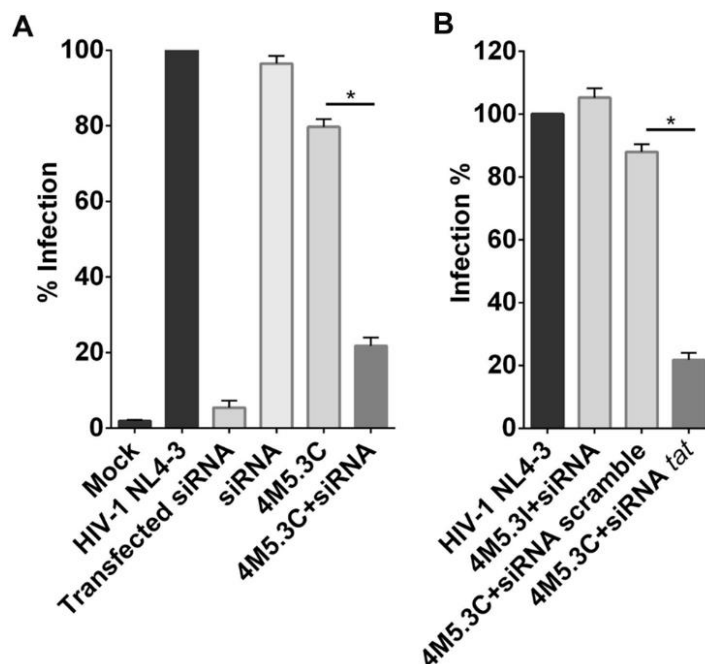 A
% Infection
100
80
60
40
20
0
*
Mock
HIV-1 NL4-3
Transfected siRNA
siRNA
4M5.3C
4M5.3C+siRNA
B
Infection %
120
100
80
60
40
20
0
*
HIV-1 NL4-3
4M5.3I+siRNA
4M5.3C+siRNA scramble
4M5.3C+siRNA tat